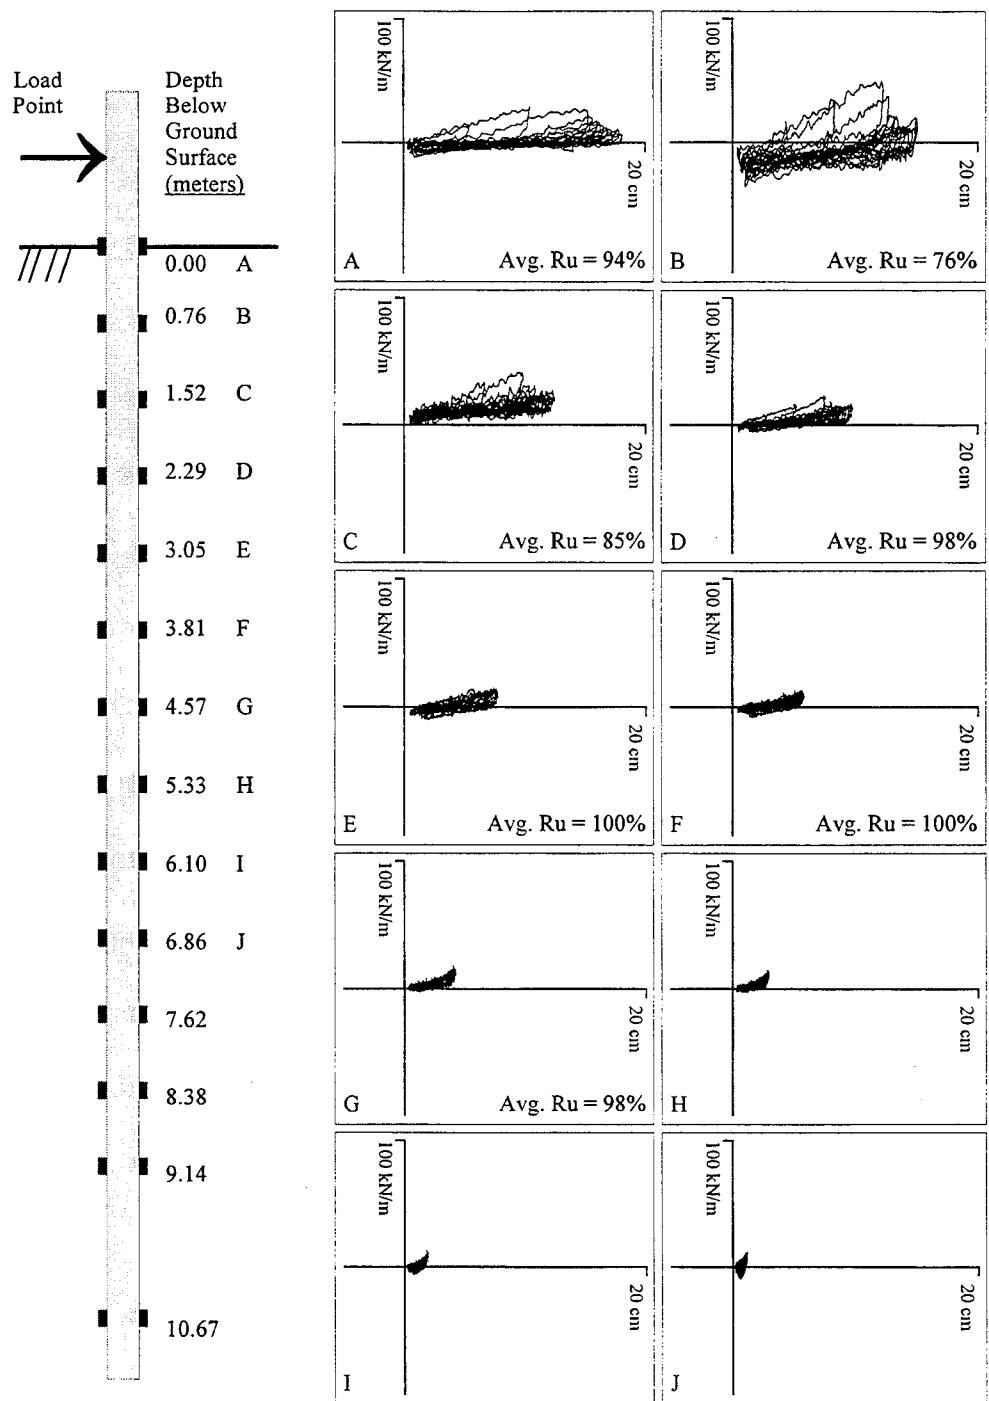 Load
Point
Depth
Below
Ground
Surface
(meters)
0.00 A
0.76 B
1.52 C
2.29 D
3.05 E
3.81 F
4.57 G
5.33 H
6.10 I
6.86 J
7.62
8.38
9.14
10.67
100 kN/m
20 cm
A Avg. Ru = 94%
100 kN/m
20 cm
B Avg. Ru = 76%
100 kN/m
20 cm
C Avg. Ru = 85%
100 kN/m
20 cm
D Avg. Ru = 98%
100 kN/m
20 cm
E Avg. Ru = 100%
100 kN/m
20 cm
F Avg. Ru = 100%
100 kN/m
20 cm
G Avg. Ru = 98%
100 kN/m
20 cm
H
100 kN/m
20 cm
I
100 kN/m
20 cm
J